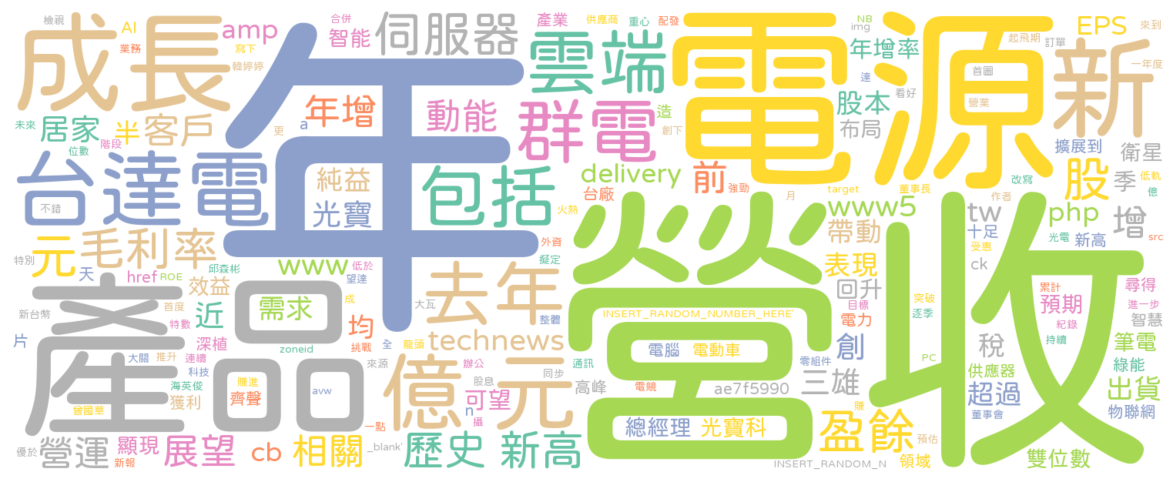 檢視
AI
amp
合併
智能
伺服器
產業
供應商
重心
配發
NB
img
起飛期
訂單
EPS
來到
一年度
成長
業務
寫下
韓婷婷
年
雲端
電源
年增率
連
看好
首圖
營業
新
未來
居家
位數
半
階段
客戶
更
a
年增
動能
群電
造
創下
股本
布局
擴展到
衛星
台達電
不錯
純益
光寶
包括
火熱
delivery
台廠
前
強勁
月
target
董事長
作者
改寫
股
季
低軌
億
www5
tw
十足
受惠
php
光電
新高
增
src
元
毛利率
特別
天
href
ROE
邱森彬
效益
www
低於
望達
外資
擬定
營收
帶動
表現
回升
ck
目標
電力
突破
逐季
累計
預期
紀錄
尋得
進一步
智慧
持續
產品
新台幣
首度
特數
近
深植
需求
成
均
挑戰
大瓦
去年
technews
整體
INSERT_RANDOM_NUMBER_HERE'
片
大關
推升
連續
科技
海英俊
獲利
zoneid
全
龍頭
來源
股息
辦公
同步
通訊
電腦
電動車
零組件
創
PC
稅
供應器
筆電
綠能
出貨
超過
董事會
物聯網
曾國華
陳進
齊聲
avw
一點
億元
高峰
可望
n
攝
電競
ae7f5990
三雄
賺
總經理
光寶科
盈餘
預估
領域
雙位數
優於
營運
顯現
新報
展望
cb
相關
_blank'
歷史
新高
INSERT_RANDOM_N